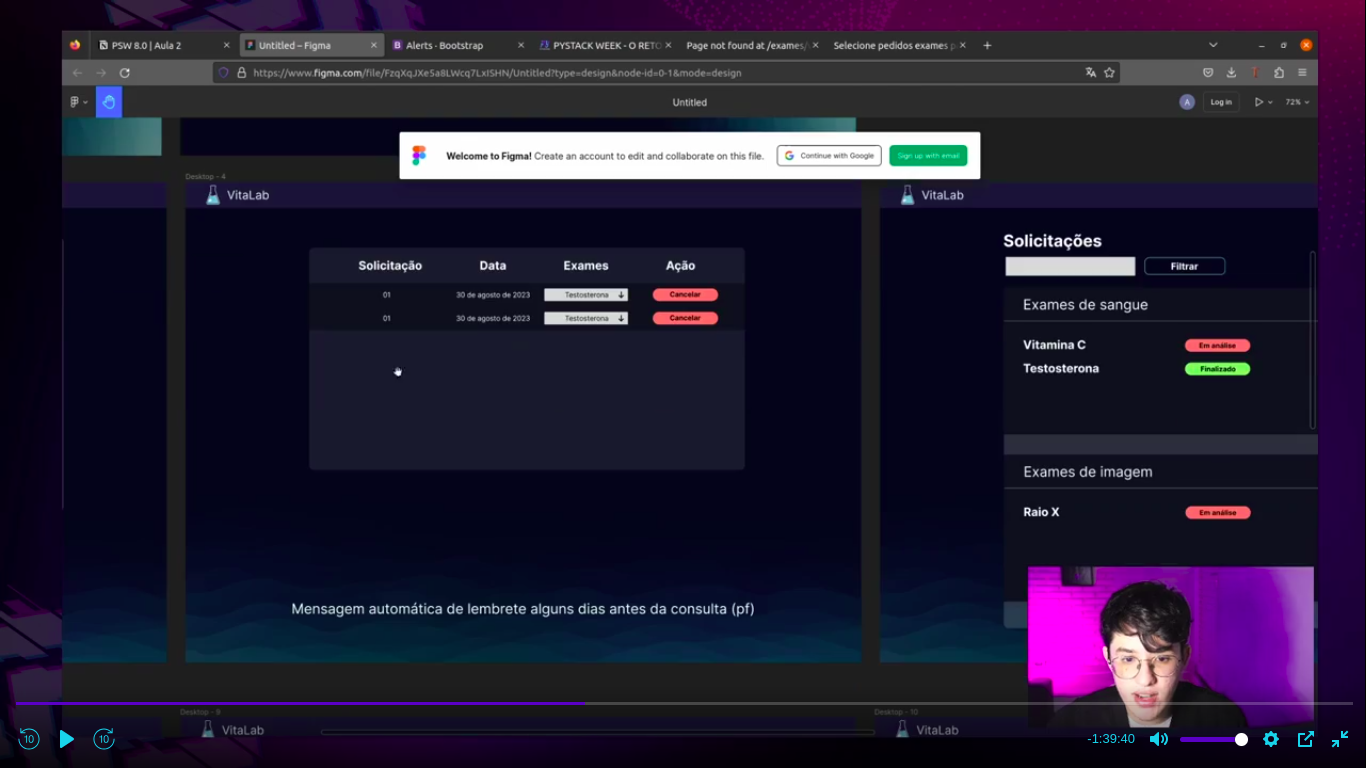 PSW 8.0 | Aula 2
Untitled – Figma
Alerts · Bootstrap
PYSTACK WEEK - O RETO
Page not found at /exames/
Selecione pedidos exames p
https://www.figma.com/file/FzqXqJXe5a8LWcq7LxISHN/Untitled?type=design&node-id=0-1&mode=design
Untitled
A
Log in
72%
Welcome to Figma! Create an account to edit and collaborate on this file.
Continue with Google
Sign up with email
Desktop - 4
VitaLab
VitaLab
Solicitação Data Exames Ação
01 30 de agosto de 2023 Testosterona Cancelar
01 30 de agosto de 2023 Testosterona Cancelar
Mensagem automática de lembrete alguns dias antes da consulta (pf)
Solicitações
Filtrar
Exames de sangue
Vitamina C Em análise
Testosterona Finalizado
Exames de imagem
Raio X Em análise
Desktop - 9
VitaLab
Desktop - 10
VitaLab
10
10
-1:39:40